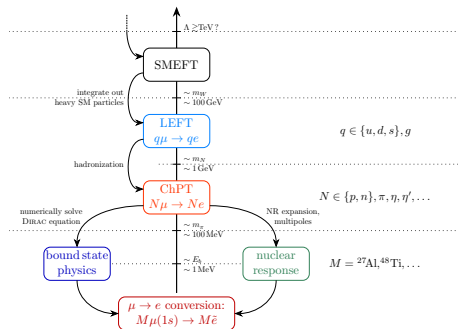 Λ ≳TeV ?
SMEFT
integrate out
heavy SM particles
∼ m_W
∼ 100 GeV
LEFT
qμ → qe
q ∈ {u, d, s}, g
hadronization
∼ m_N
∼ 1 GeV
ChPT
Nμ → Ne
N ∈ {p, n}, π, η, η′, . . .
numerically solve
DIRAC equation
NR expansion,
multipoles
∼ m_π
∼ 100 MeV
bound state
physics
∼ E_b
∼ 1 MeV
nuclear
response
M = ²⁷Al, ⁴⁸Ti, . . .
μ → e conversion:
Mμ(1s) → Mẽ